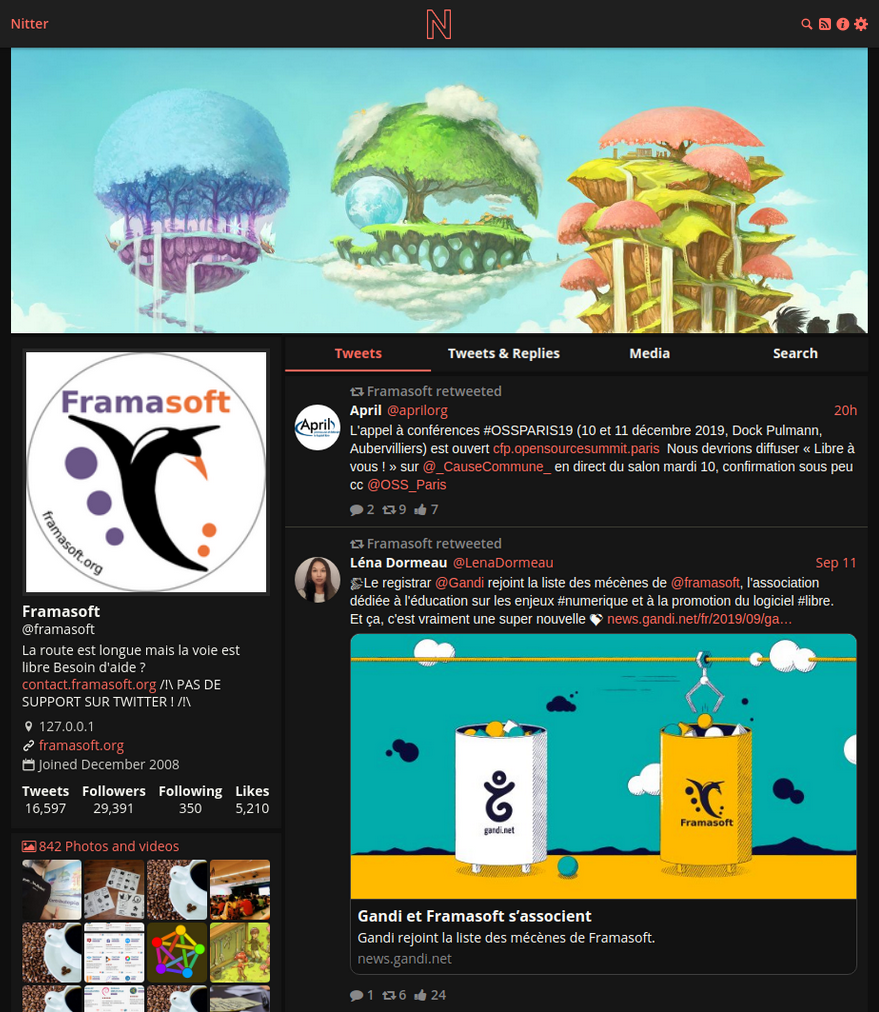 Nitter
N
Framasoft
framasoft.org
Framasoft
@framasoft
La route est longue mais la voie est
libre Besoin d'aide ?
contact.framasoft.org /!\ PAS DE
SUPPORT SUR TWITTER ! /!\
127.0.0.1
framasoft.org
Joined December 2008
Tweets Followers Following Likes
16,597 29,391 350 5,210
842 Photos and videos
Tweets Tweets & Replies Media Search
Framasoft retweeted
April @aprilorg 20h
April
L'appel à conférences #OSSPARIS19 (10 et 11 décembre 2019, Dock Pulmann,
Aubervilliers) est ouvert cfp.opensourcesummit.paris Nous devrions diffuser « Libre à
vous ! » sur @_CauseCommune_ en direct du salon mardi 10, confirmation sous peu
cc @OSS_Paris
2 9 7
Framasoft retweeted
Léna Dormeau @LenaDormeau Sep 11
Le registrar @Gandi rejoint la liste des mécènes de @framasoft, l'association
dédiée à l'éducation sur les enjeux #numerique et à la promotion du logiciel #libre.
Et ça, c'est vraiment une super nouvelle 💝 news.gandi.net/fr/2019/09/ga…
gandi.net
Framasoft
Gandi et Framasoft s’associent
Gandi rejoint la liste des mécènes de Framasoft.
news.gandi.net
1 6 24